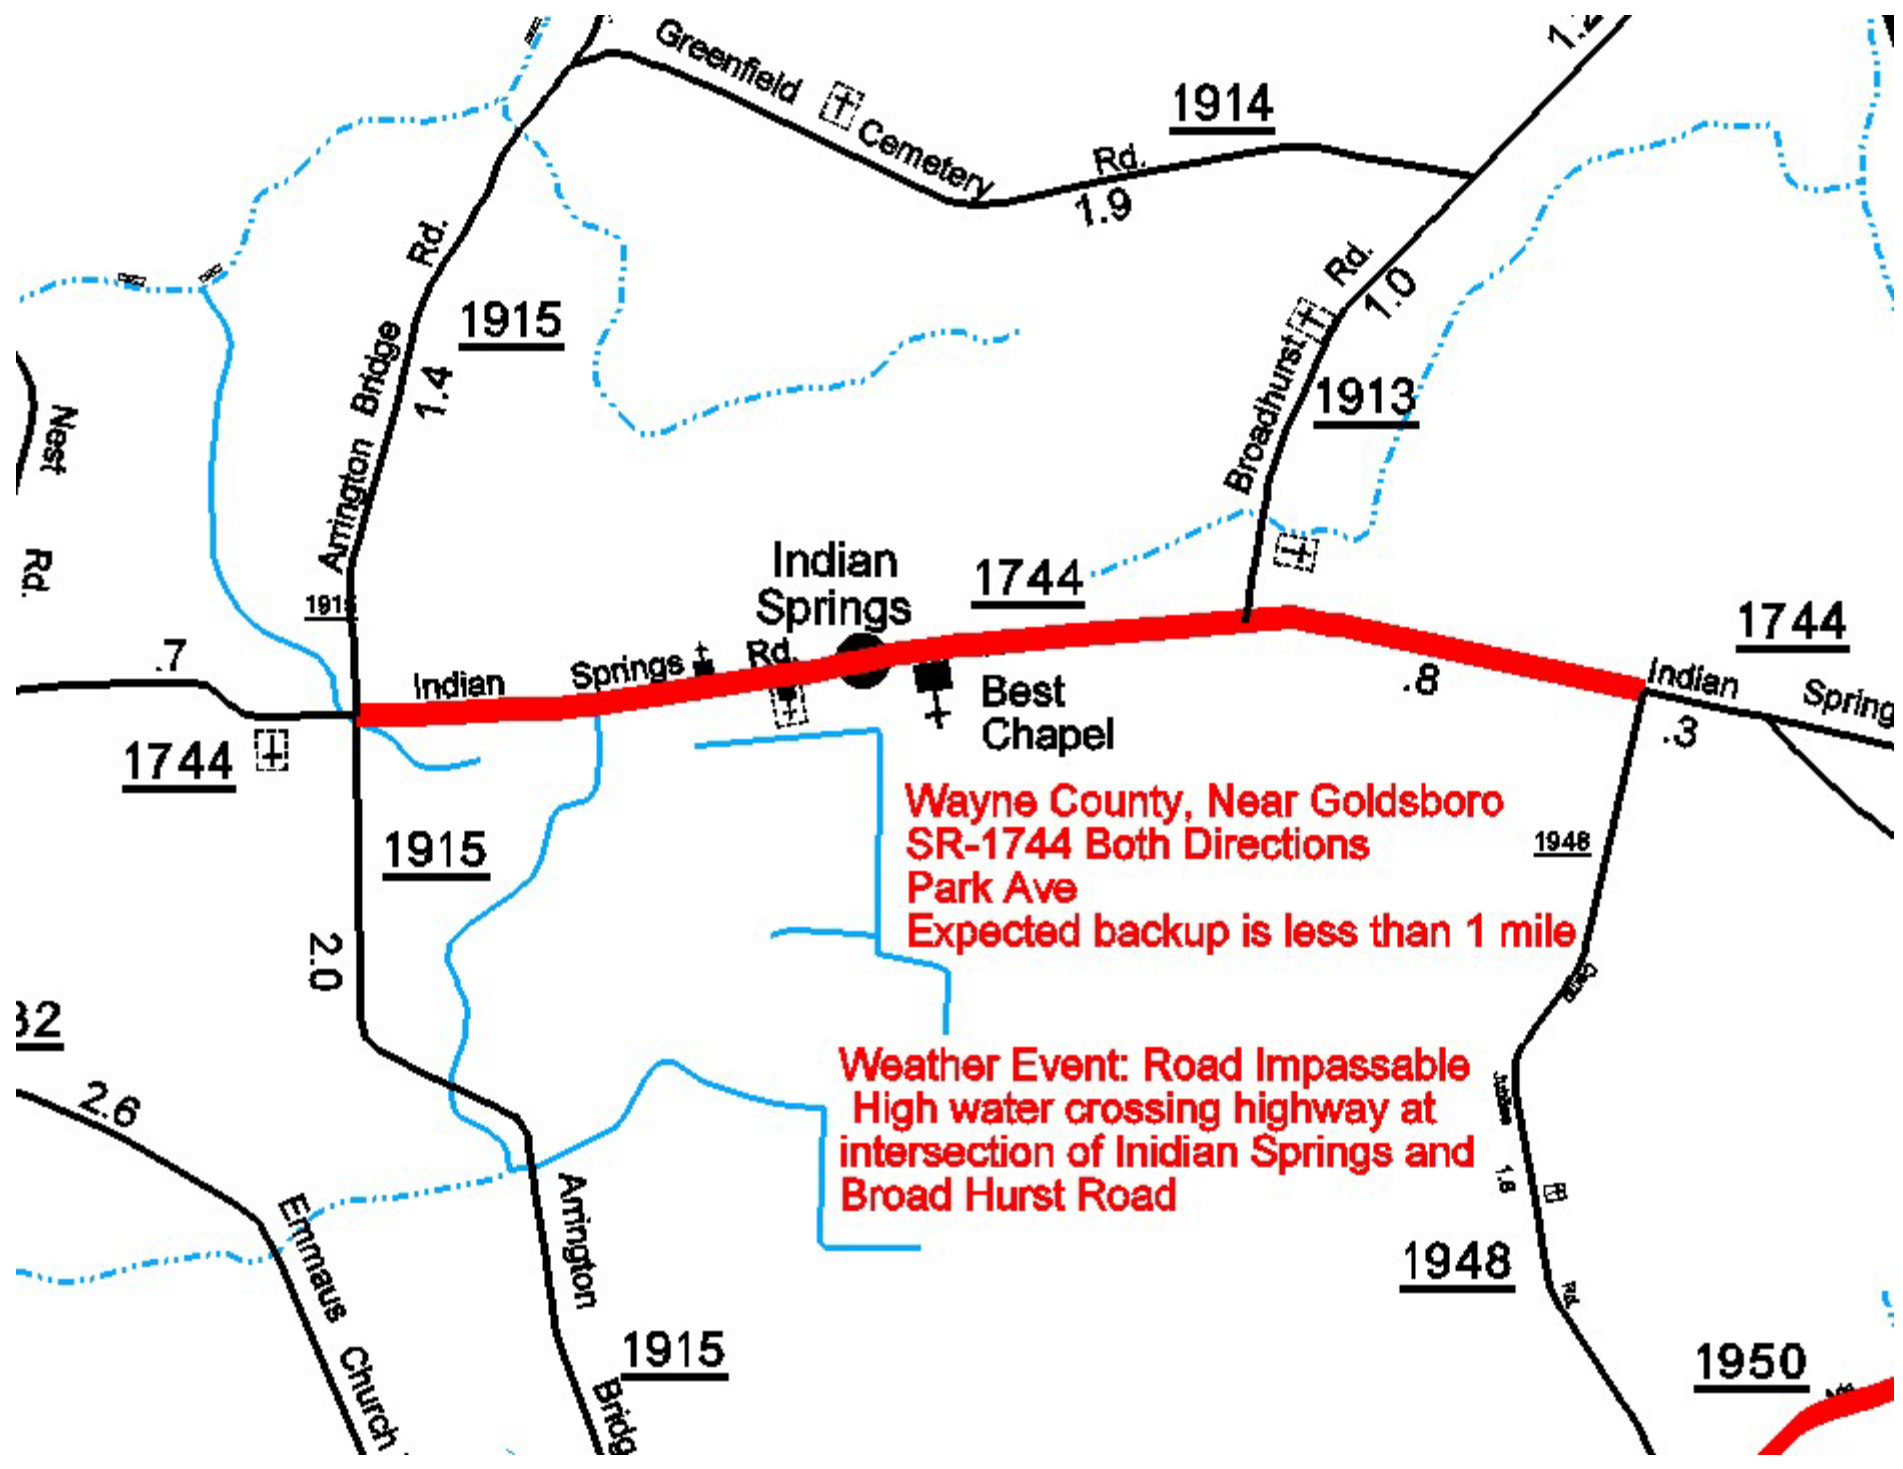 1.2
Greenfield
Cemetery
Rd.
1914
1.9
Rd.
1915
Arrington Bridge
1.4
Rd.
1.0
Broadhurst
1913
Nest
Rd.
Indian
Springs
1744
1744
.7
Indian
Springs
Rd.
.8
Indian
Spring
.3
Best
Chapel
1744
1915
Wayne County, Near Goldsboro
SR-1744 Both Directions
Park Ave
Expected backup is less than 1 mile
1948
2.0
32
2.6
Weather Event: Road Impassable
High water crossing highway at
intersection of Inidian Springs and
Broad Hurst Road
Emmaus Church
Arrington
Bridg
1915
1948
Rd.
1950